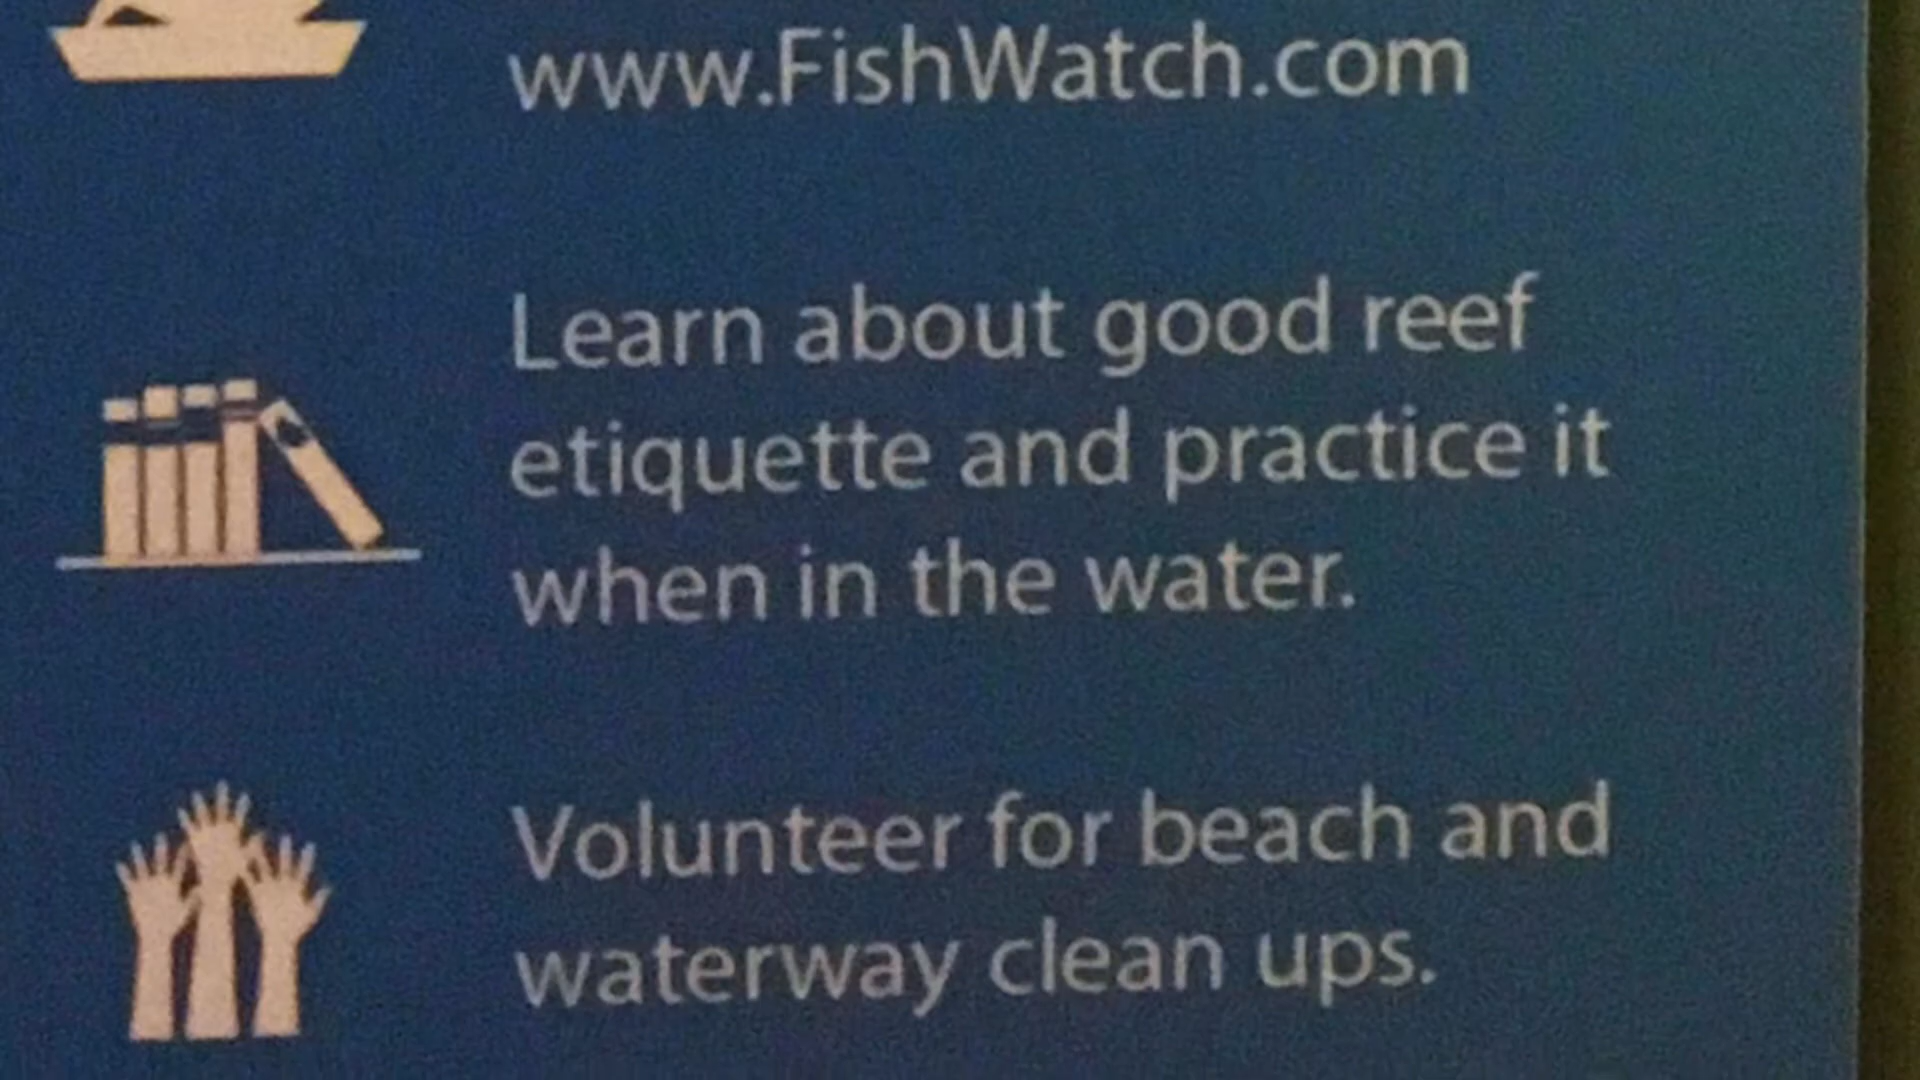 www.FishWatch.com
Learn about good reef
etiquette and practice it
when in the water.
Volunteer for beach and
waterway clean ups.